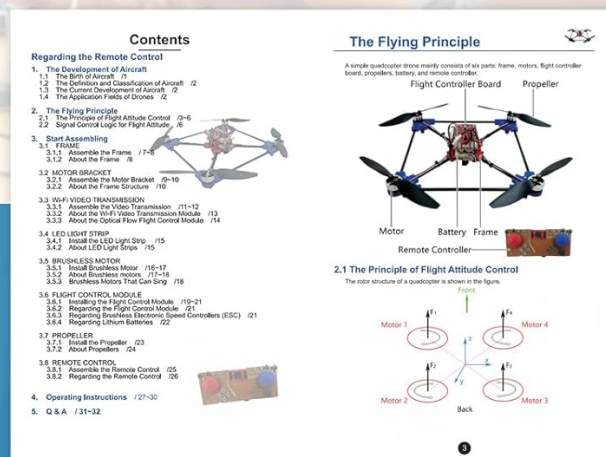 Contents
Regarding the Remote Control
1. The Development of Aircraft
1.1 The Birth of Aircraft /1
1.2 The Definition and Classification of Aircraft /2
1.3 The Current Development of Aircraft /2
1.4 The Application Fields of Drones /2
2. The Flying Principle
2.1 The Principle of Flight Attitude Control /3~6
2.2 Signal Control Logic for Flight Attitude /6
3. Start Assembling
3.1 FRAME
3.1.1 Assemble the Frame /7~8
3.1.2 About the Frame /8
3.2 MOTOR BRACKET
3.2.1 Assemble the Motor Bracket /9~10
3.2.2 About the Frame Structure /10
3.3 Wi-Fi VIDEO TRANSMISSION
3.3.1 Assemble the Video Transmission /11~12
3.3.2 About the Wi-Fi Video Transmission Module /13
3.3.3 About the Optical Flow Flight Control Module /14
3.4 LED LIGHT STRIP
3.4.1 Install the LED Light Strip /15
3.4.2 About LED Light Strips /15
3.5 BRUSHLESS MOTOR
3.5.1 Install Brushless Motor /16~17
3.5.2 About Brushless motors /17~18
3.5.3 Brushless Motors That Can Sing /18
3.6 FLIGHT CONTROL MODULE
3.6.1 Installing the Flight Control Module /19~21
3.6.2 Regarding the Flight Control Module /21
3.6.3 Regarding Brushless Electronic Speed Controllers (ESC) /21
3.6.4 Regarding Lithium Batteries /22
3.7 PROPELLER
3.7.1 Install the Propeller /23
3.7.2 About Propellers /24
3.8 REMOTE CONTROL
3.8.1 Assemble the Remote Control /25
3.8.2 Regarding the Remote Control /26
4. Operating Instructions /27~30
5. Q & A /31~32
The Flying Principle
A simple quadcopter drone mainly consists of six parts: frame, motors, flight controller
board, propellers, battery, and remote controller.
Flight Controller Board
Propeller
Motor
Battery
Frame
Remote Controller
2.1 The Principle of Flight Attitude Control
The rotor structure of a quadcopter is shown in the figure.
Front
F1
F4
Motor 1
Motor 4
z
x
y
F2
F3
Motor 2
Motor 3
Back
3